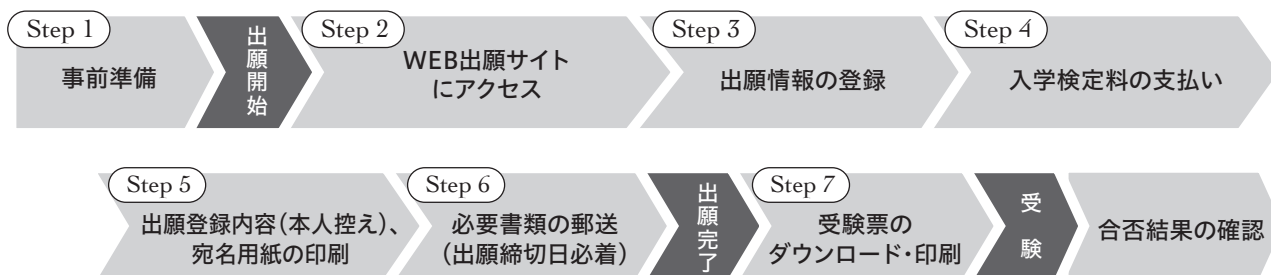 Step 1
事前準備
出願開始
Step 2
WEB出願サイト
にアクセス
Step 3
出願情報の登録
Step 4
入学検定料の支払い
Step 5
出願登録内容(本人控え)、
宛名用紙の印刷
Step 6
必要書類の郵送
(出願締切日必着)
出願完了
Step 7
受験票の
ダウンロード・印刷
受験
合否結果の確認